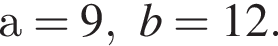 a = 9, b = 12.